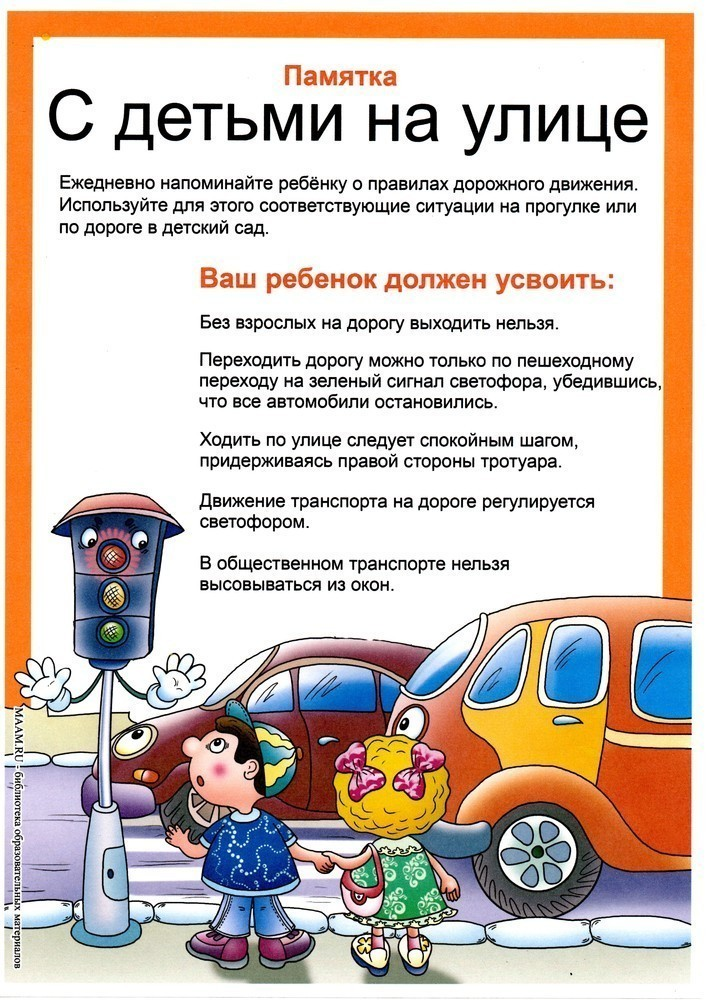 Памятка
С детьми на улице
Ежедневно напоминайте ребёнку о правилах дорожного движения.
Используйте для этого соответствующие ситуации на прогулке или
по дороге в детский сад.
Ваш ребенок должен усвоить:
Без взрослых на дорогу выходить нельзя.
Переходить дорогу можно только по пешеходному
переходу на зеленый сигнал светофора, убедившись,
что все автомобили остановились.
Ходить по улице следует спокойным шагом,
придерживаясь правой стороны тротуара.
Движение транспорта на дороге регулируется
светофором.
В общественном транспорте нельзя
высовываться из окон.
MAAM.RU - библиотека образовательных материалов